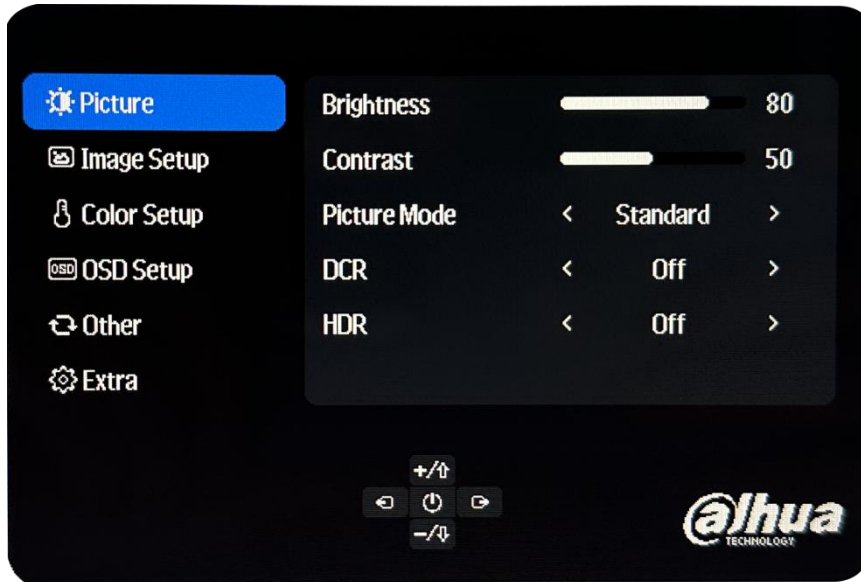 Picture
Image Setup
Color Setup
OSD OSD Setup
Other
Extra
Brightness 80
Contrast 50
Picture Mode < Standard >
DCR < Off >
HDR < Off >
+/⇧
−/⇩
alhua
TECHNOLOGY